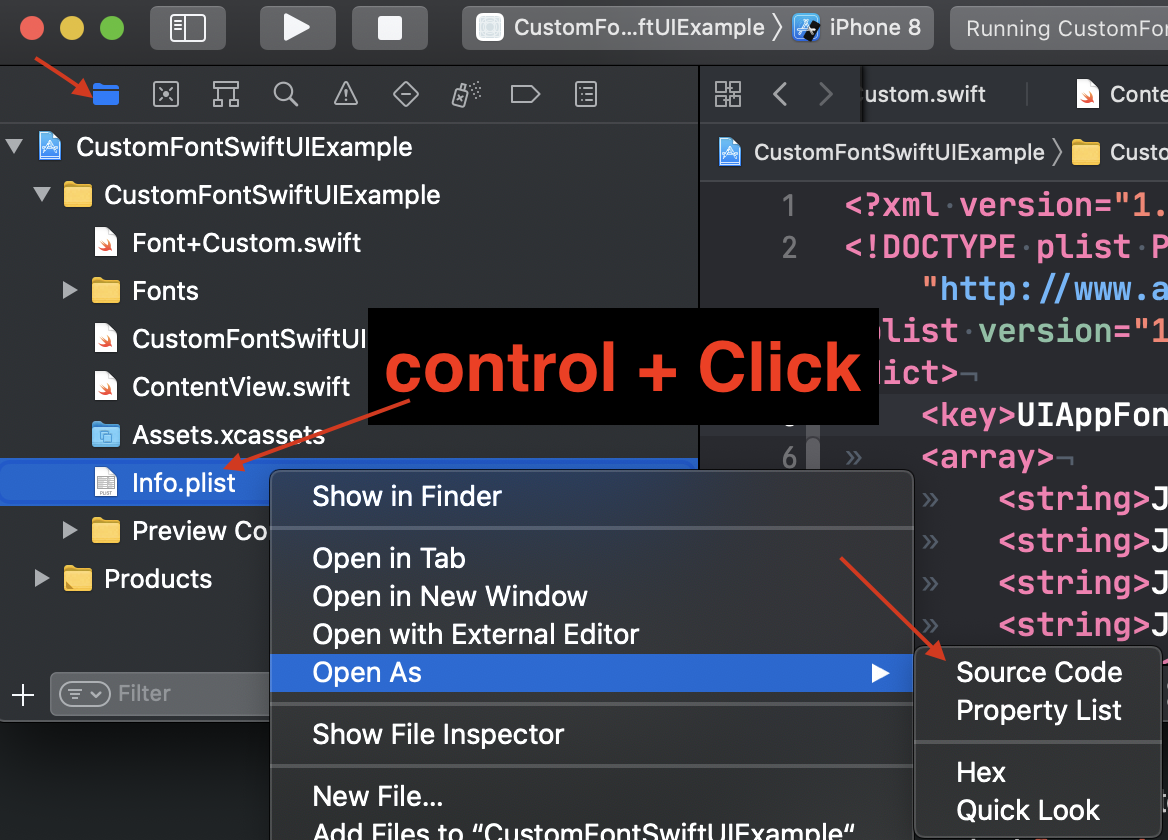 CustomFo...ftUIExample 〉 iPhone 8
Running CustomFo
ustom.swift
Conte
CustomFontSwiftUIExample 〉 Custo
CustomFontSwiftUIExample
CustomFontSwiftUIExample
Font+Custom.swift
Fonts
CustomFontSwiftUI
ContentView.swift
Assets.xcassets
Info.plist
PLIST
Preview Co
Products
Filter
control + Click
1 <?xml·version="1.
2 <!DOCTYPE·plist·P
"http://www.a
plist·version="1
ict>¬
<key>UIAppFon
6 » <array>¬
» <string>J
» <string>J
» <string>J
» <string>J
Show in Finder
Open in Tab
Open in New Window
Open with External Editor
Open As
Show File Inspector
New File...
Add Files to “CustomFontSwiftUIExample“
Source Code
Property List
Hex
Quick Look